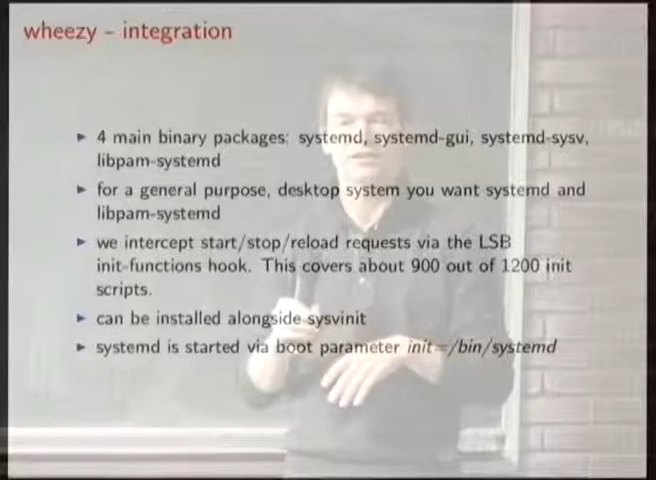 wheezy – integration
4 main binary packages: systemd, systemd-gui, systemd-sysv,
libpam-systemd
for a general purpose, desktop system you want systemd and
libpam-systemd
we intercept start/stop/reload requests via the LSB
init-functions hook. This covers about 900 out of 1200 init
scripts.
can be installed alongside sysvinit
systemd is started via boot parameter init=/bin/systemd